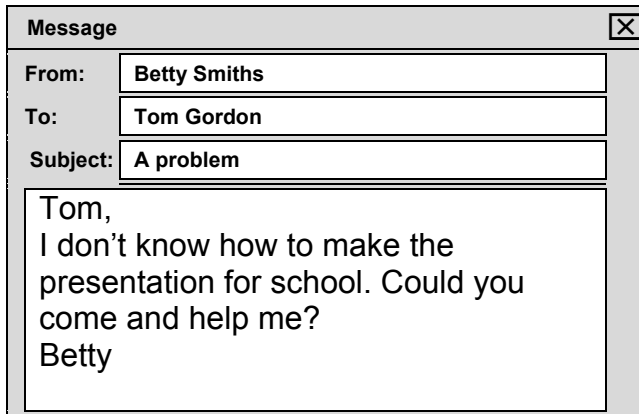 Message
From: Betty Smiths
To: Tom Gordon
Subject: A problem
Tom,
I don't know how to make the
presentation for school. Could you
come and help me?
Betty